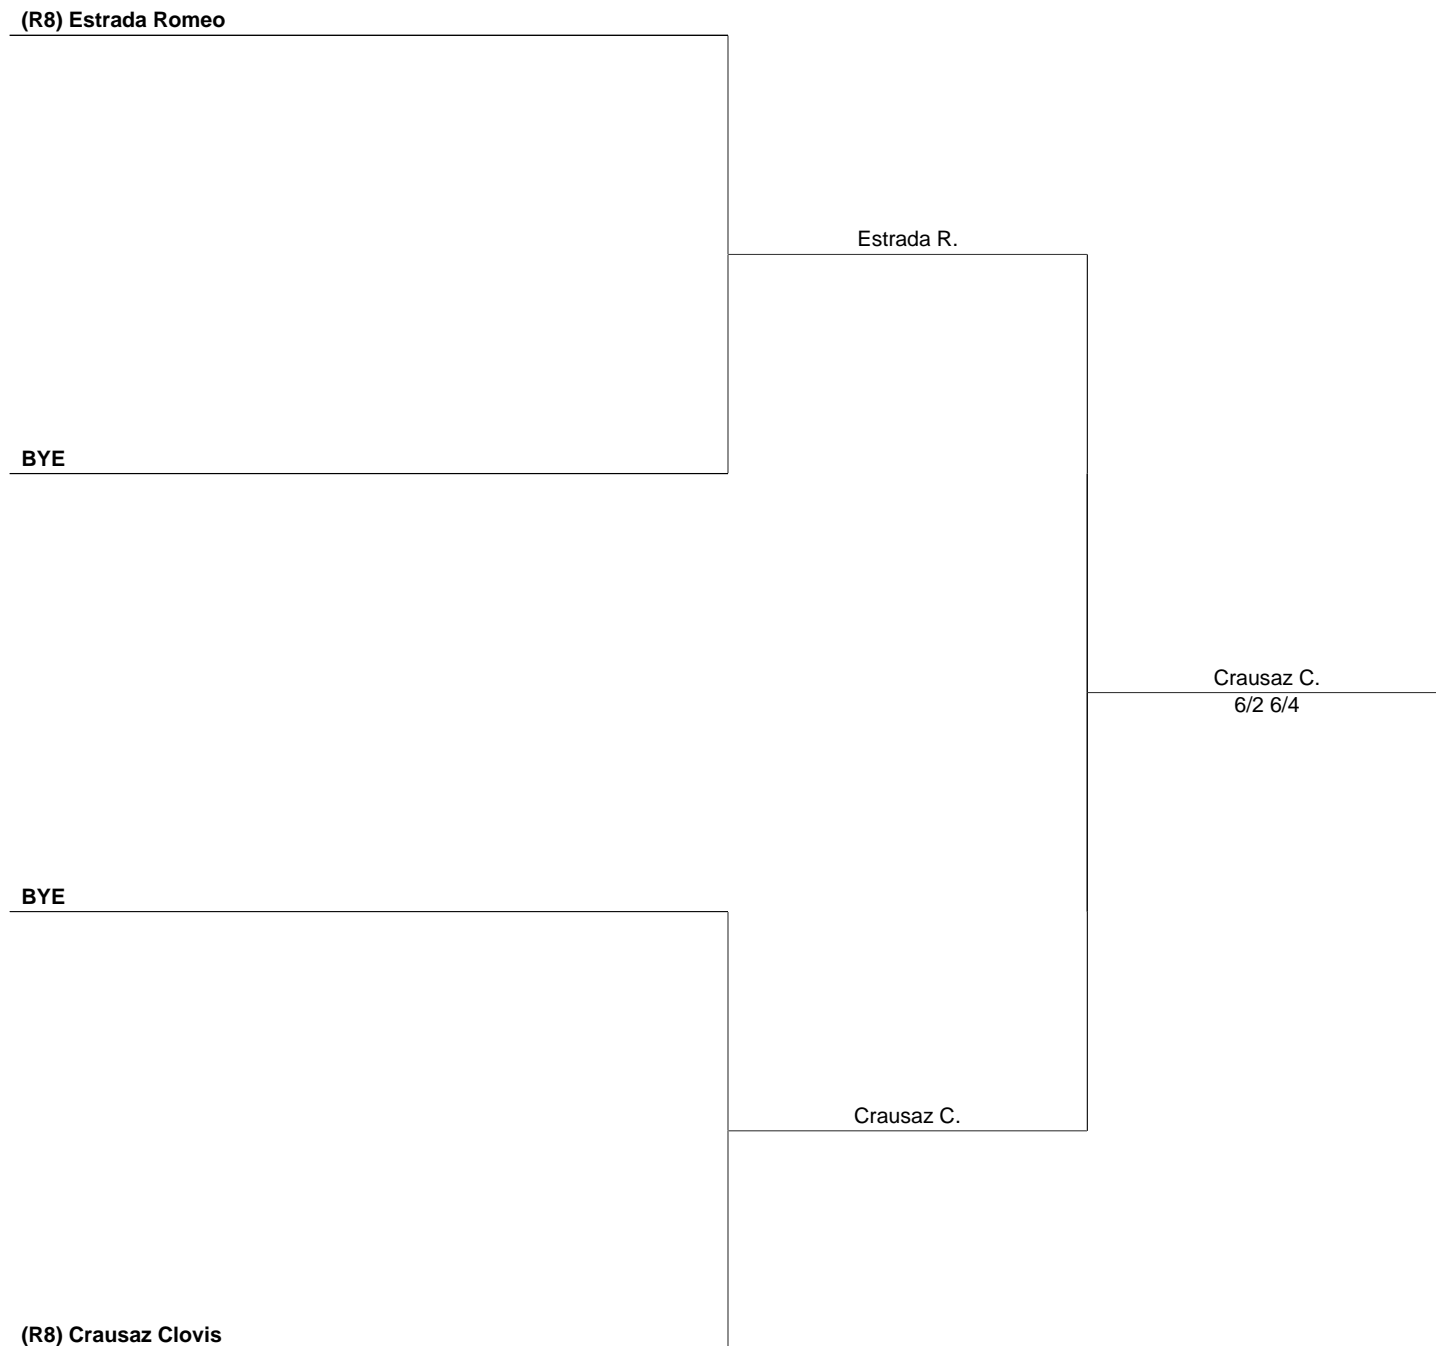 (R8) Estrada Romeo
Estrada R.
BYE
Crausaz C.
6/2 6/4
BYE
Crausaz C.
(R8) Crausaz Clovis